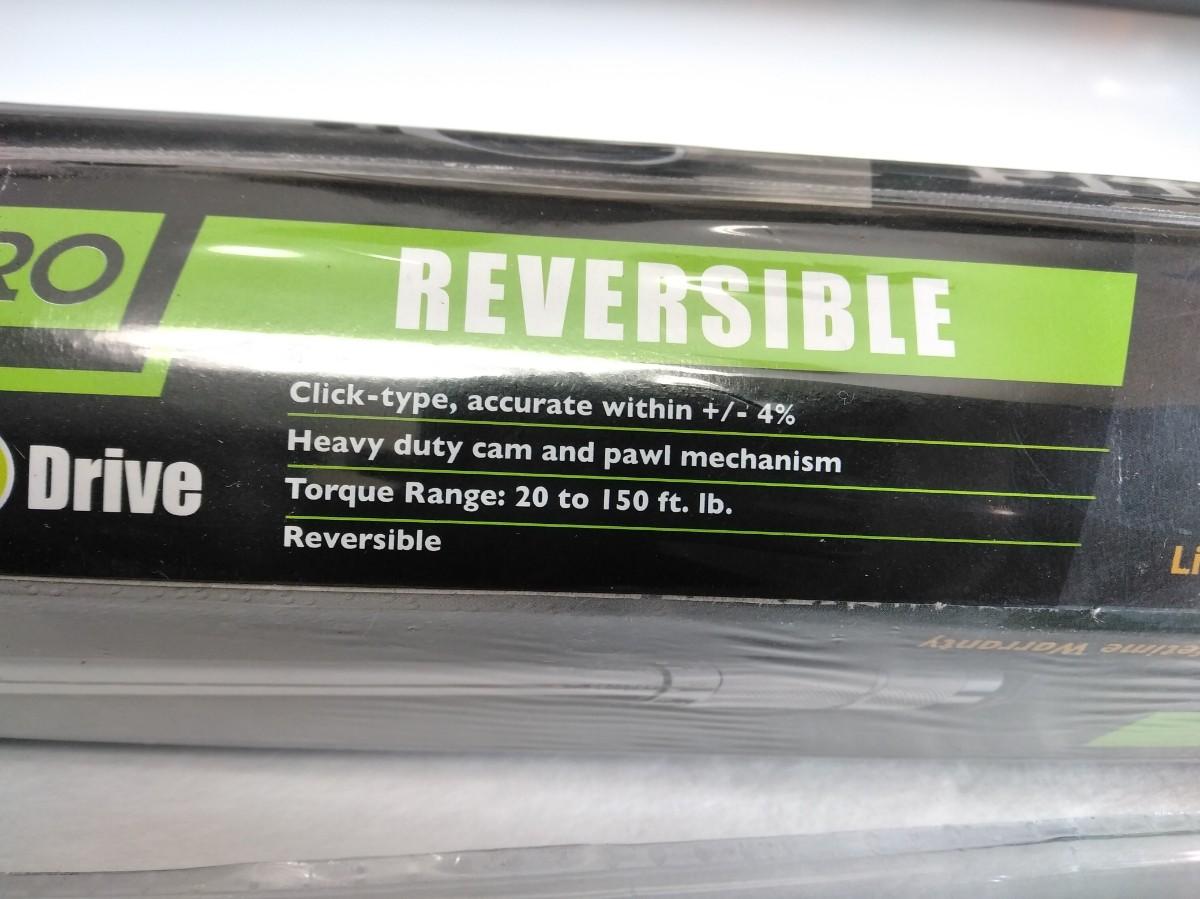 RO
REVERSIBLE
Click-type, accurate within +/- 4%
Heavy duty cam and pawl mechanism
Drive
Torque Range: 20 to 150 ft. lb.
Reversible
Li
etime Warranty